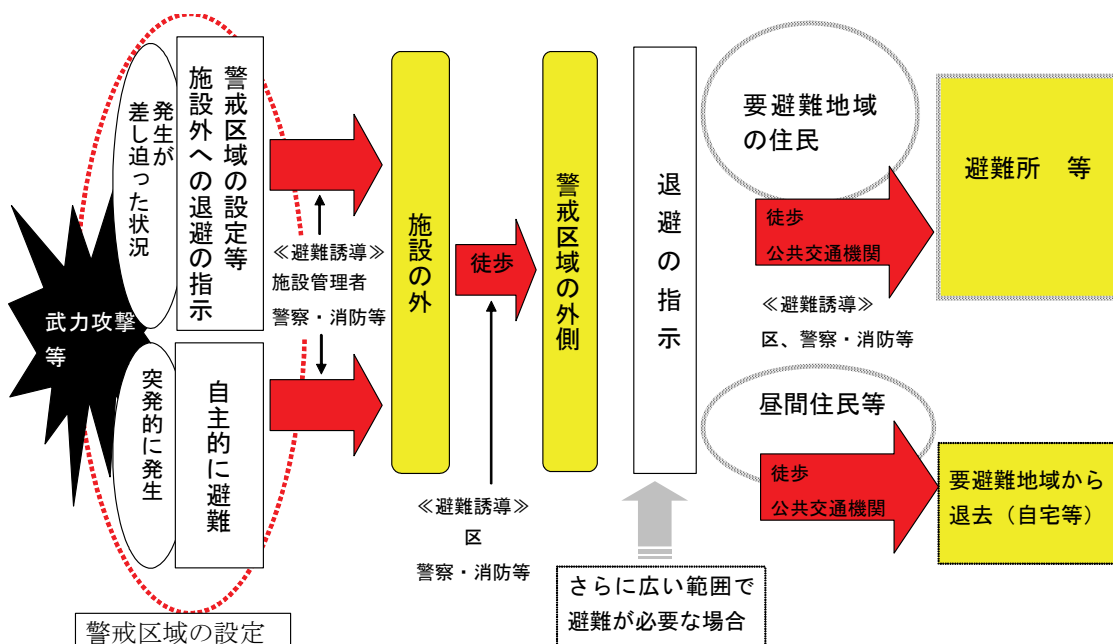 武力攻撃
等
発生が
差し迫った状況
警戒区域の設定等
施設外への退避の指示
突発的に発生
自主的に避難
警戒区域の設定
≪避難誘導≫
施設管理者
警察・消防等
施設の外
徒歩
≪避難誘導≫
区
警察・消防等
警戒区域の外側
退避の指示
さらに広い範囲で
避難が必要な場合
要避難地域
の住民
徒歩
公共交通機関
≪避難誘導≫
区、警察・消防等
避難所　等
昼間住民等
徒歩
公共交通機関
要避難地域から
退去（自宅等）